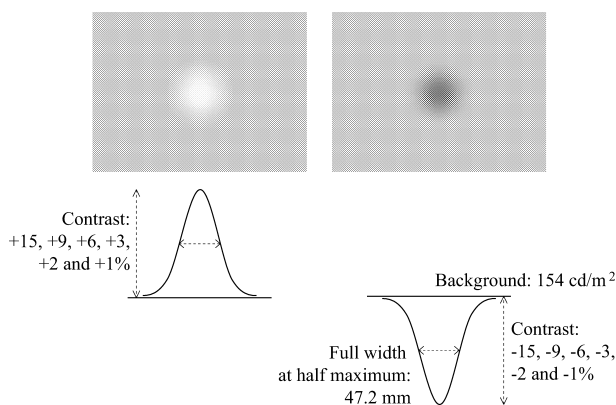 Contrast:
+15, +9, +6, +3,
+2 and +1%
Background: 154 cd/m²
Contrast:
-15, -9, -6, -3,
-2 and -1%
Full width
at half maximum:
47.2 mm